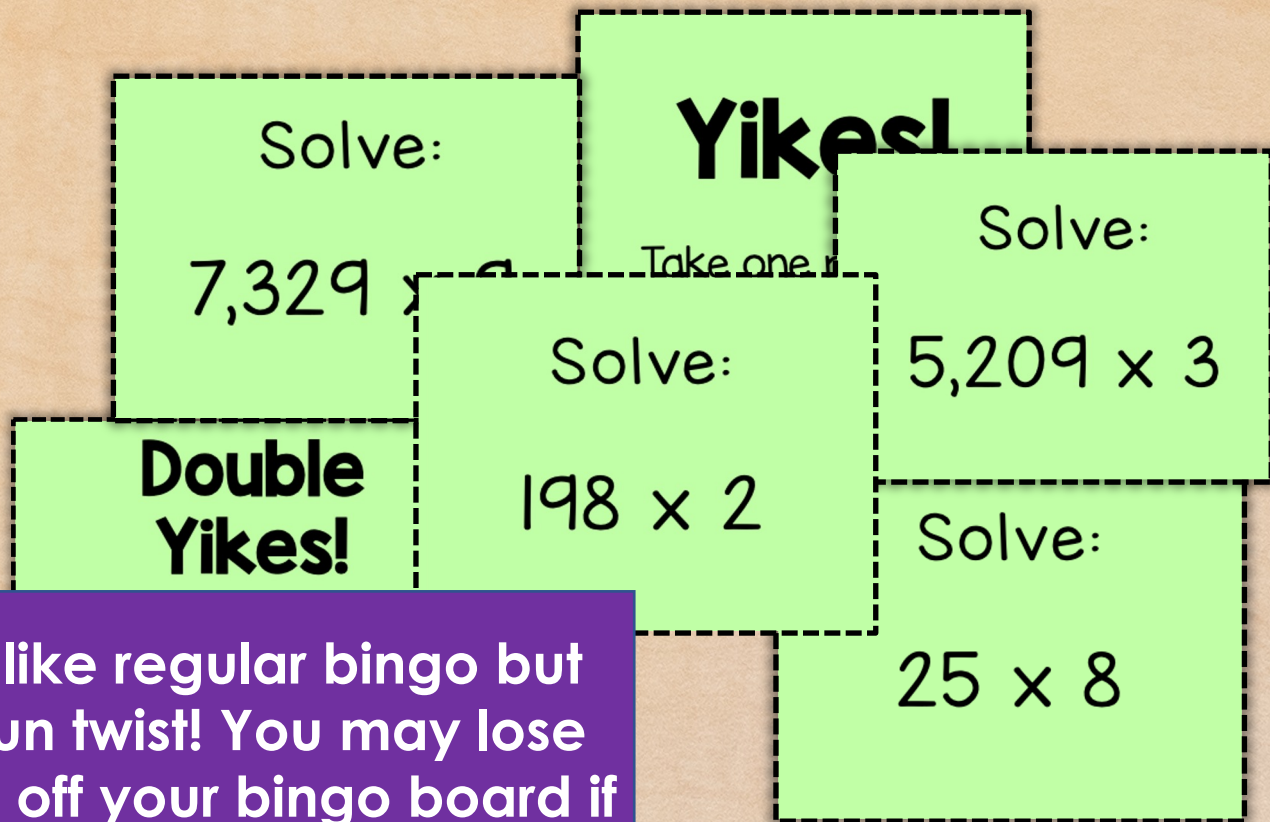 Solve:
7,329 x
Yikes!
Take one
Solve:
5,209 x 3
Solve:
198 x 2
Double
Yikes!
Solve:
25 x 8
like regular bingo but
twist! You may lose
off your bingo board if